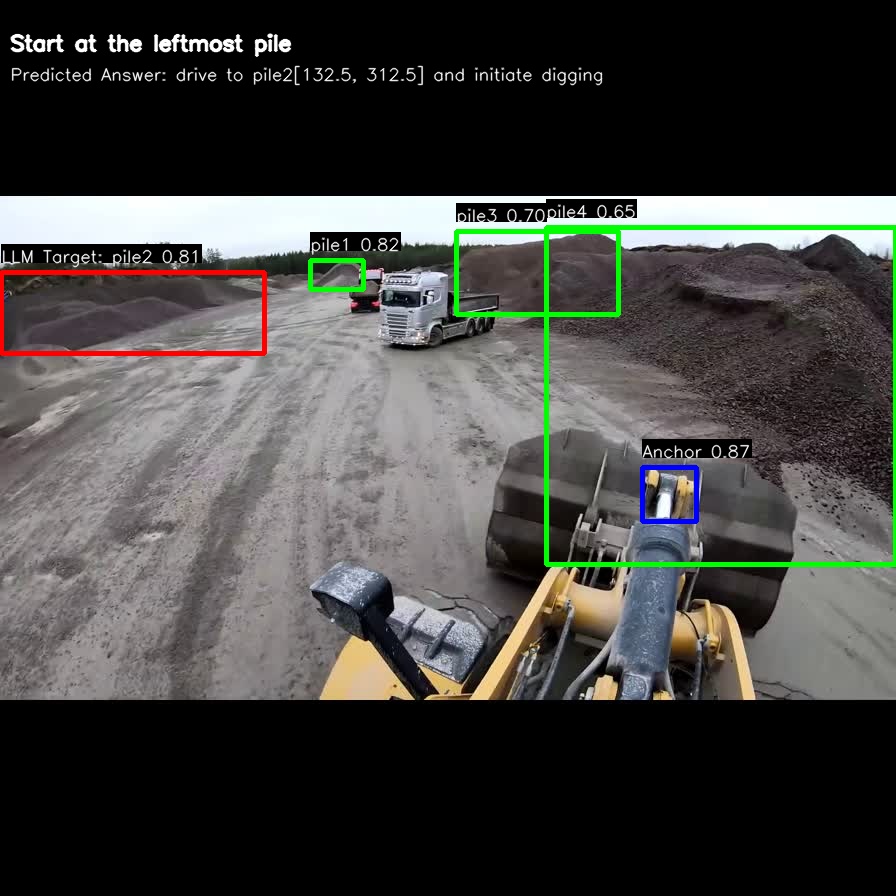 Start at the leftmost pile
Predicted Answer: drive to pile2[132.5, 312.5] and initiate digging
pile3 0.70
pile4 0.65
pile1 0.82
LLM Target: pile2 0.81
Anchor 0.87